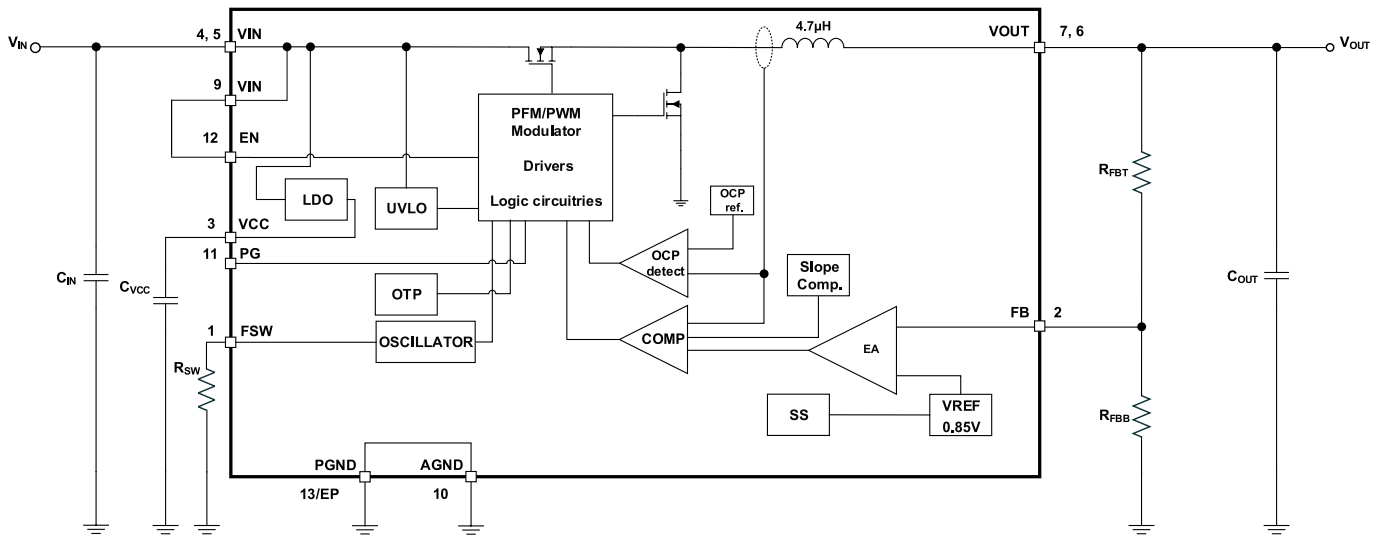 4.7µH
VIN
4, 5
VIN
VOUT
7, 6
VOUT
9
VIN
PFM/PWM
Modulator
Drivers
Logic circuitries
12
EN
RFBT
LDO
UVLO
OCP
ref.
3
VCC
11
PG
OCP
detect
Slope
Comp.
CIN
CVCC
OTP
COUT
1
FSW
OSCILLATOR
COMP
EA
FB
2
RSW
SS
VREF
0.85V
RFBB
PGND
AGND
13/EP
10